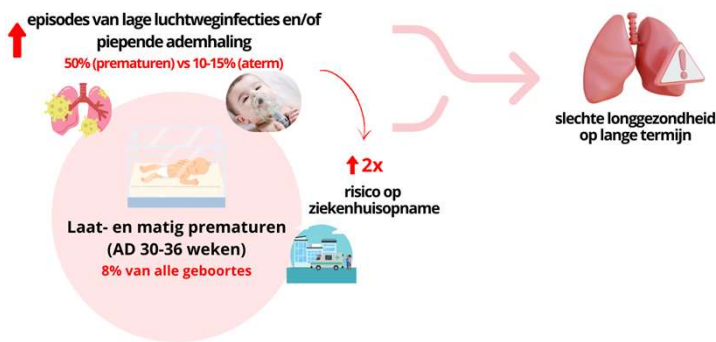 episodes van lage luchtweginfecties en/of
piepende ademhaling
50% (prematuren) vs 10-15% (aterm)
slechte longgezondheid
op lange termijn
2x
risico op
ziekenhuisopname
Laat- en matig prematuren
(AD 30-36 weken)
8% van alle geboortes